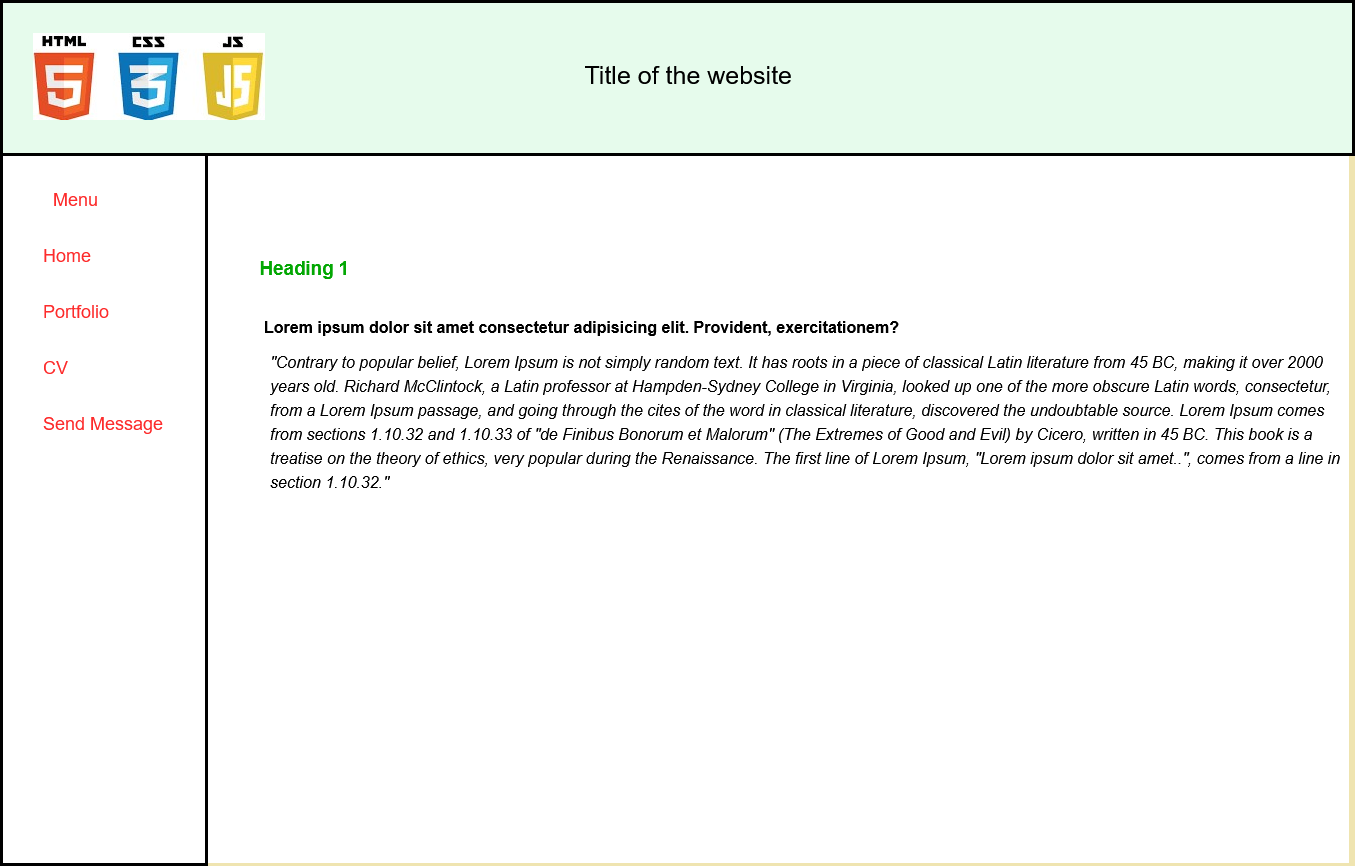 HTML CSS JS
5 3 JS
Title of the website
Menu
Home
Portfolio
CV
Send Message
Heading 1
Lorem ipsum dolor sit amet consectetur adipisicing elit. Provident, exercitationem?
"Contrary to popular belief, Lorem Ipsum is not simply random text. It has roots in a piece of classical Latin literature from 45 BC, making it over 2000
years old. Richard McClintock, a Latin professor at Hampden-Sydney College in Virginia, looked up one of the more obscure Latin words, consectetur,
from a Lorem Ipsum passage, and going through the cites of the word in classical literature, discovered the undoubtable source. Lorem Ipsum comes
from sections 1.10.32 and 1.10.33 of "de Finibus Bonorum et Malorum" (The Extremes of Good and Evil) by Cicero, written in 45 BC. This book is a
treatise on the theory of ethics, very popular during the Renaissance. The first line of Lorem Ipsum, "Lorem ipsum dolor sit amet..", comes from a line in
section 1.10.32."